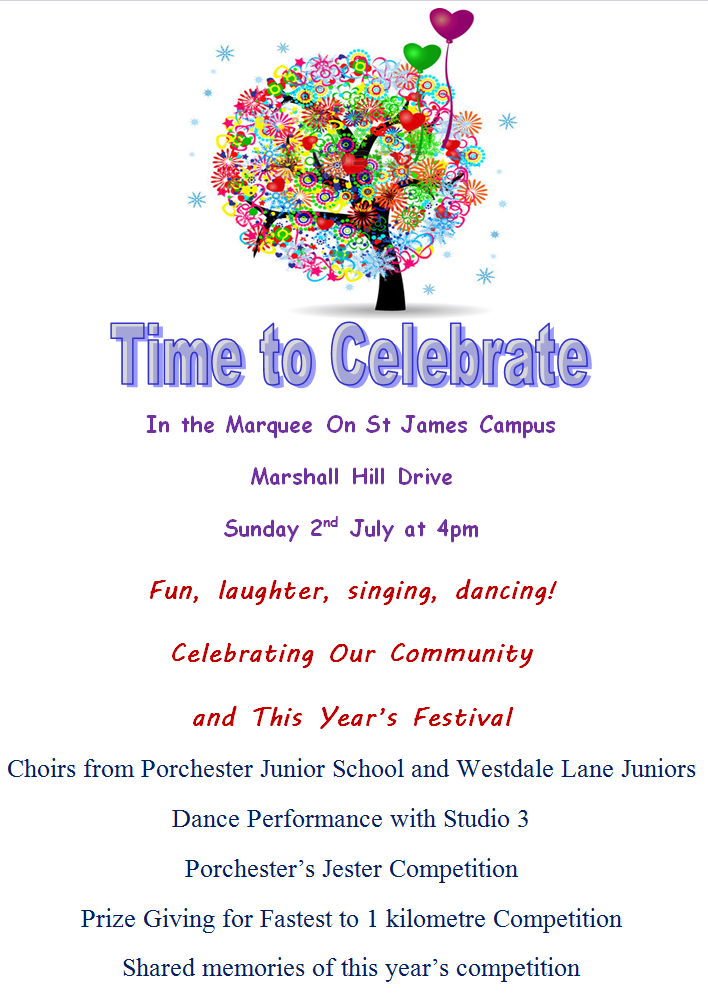 Time to Celebrate
In the Marquee On St James Campus
Marshall Hill Drive
Sunday 2nd July at 4pm
Fun, laughter, singing, dancing!
Celebrating Our Community
and This Year's Festival
Choirs from Porchester Junior School and Westdale Lane Juniors
Dance Performance with Studio 3
Porchester's Jester Competition
Prize Giving for Fastest to 1 kilometre Competition
Shared memories of this year's competition